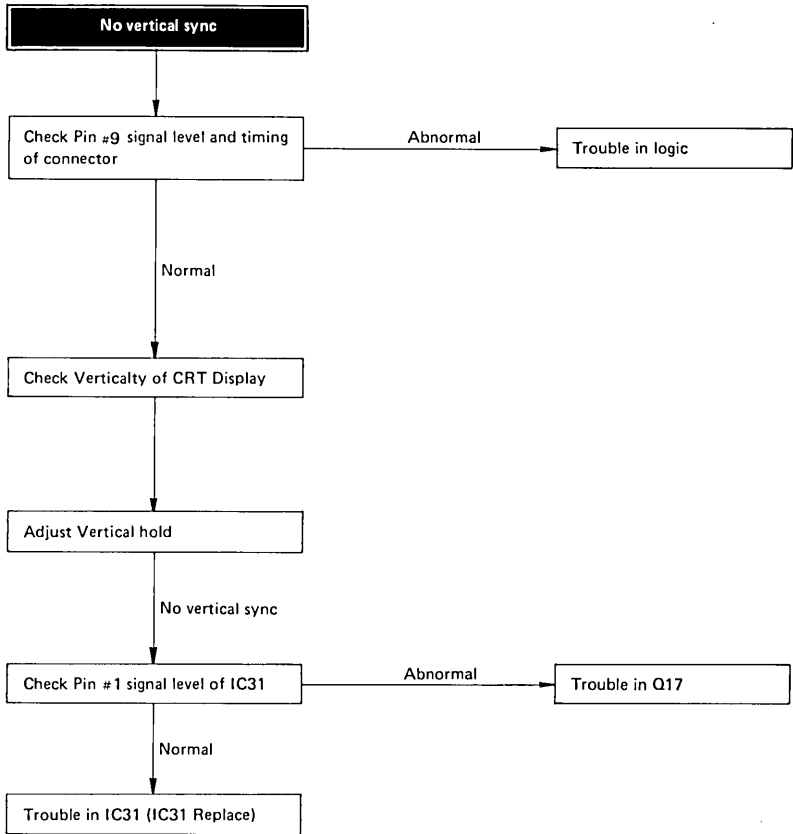 No vertical sync
Check Pin #9 signal level and timing
of connector
Abnormal
Trouble in logic
Normal
Check Verticalty of CRT Display
Adjust Vertical hold
No vertical sync
Check Pin #1 signal level of IC31
Abnormal
Trouble in Q17
Normal
Trouble in IC31 (IC31 Replace)